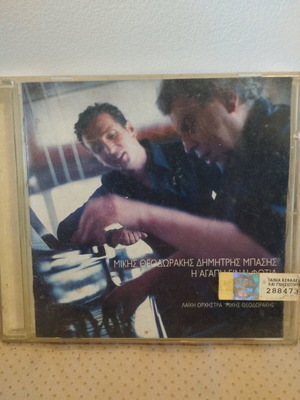 ΜΙΚΗΣ ΘΕΟΔΩΡΑΚΗΣ ΔΗΜΗΤΡΗΣ ΜΠΑΣΗΣ
Η ΑΓΑΠΗ ΕΙΝΑΙ ΦΩΤΙΑ
ΛΑΪΚΗ ΟΡΧΗΣΤΡΑ "ΜΙΚΗΣ ΘΕΟΔΩΡΑΚΗΣ"
288473